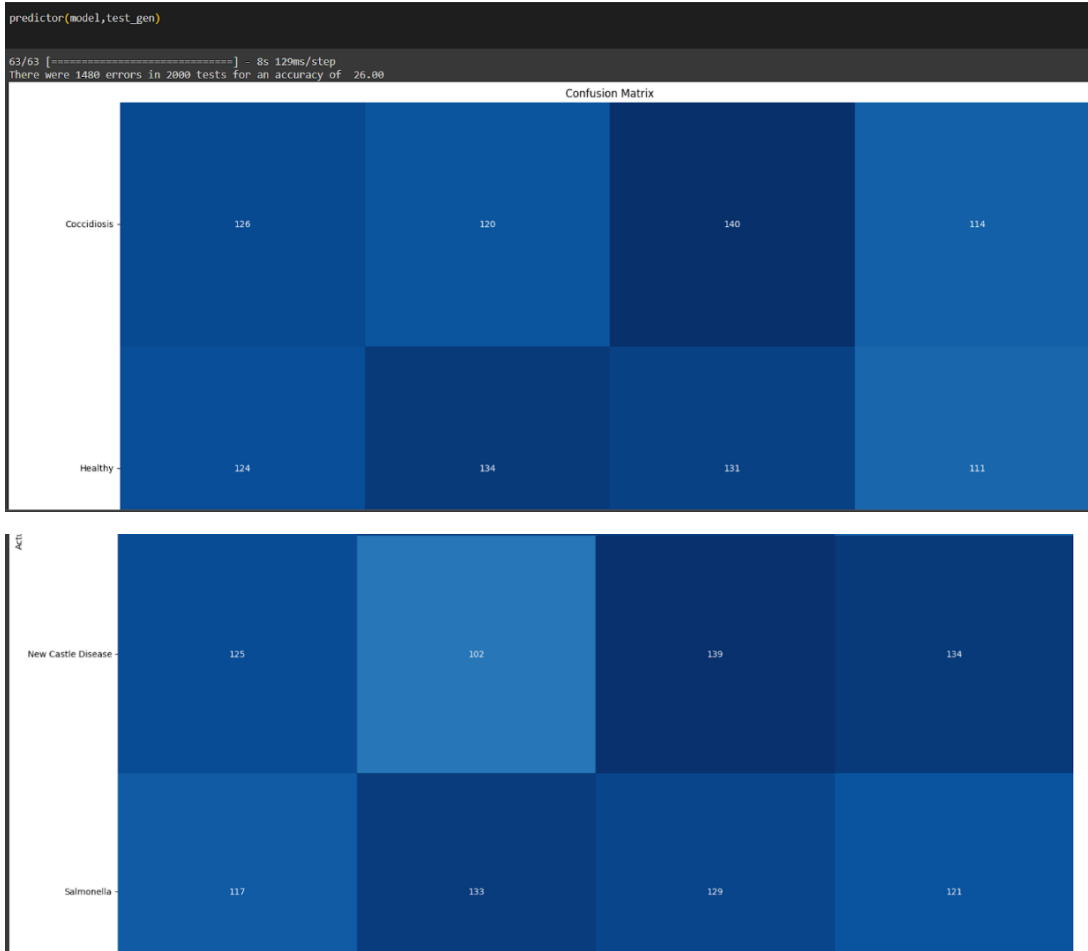 predictor(model,test_gen)
63/63 [==============================] - 8s 129ms/step
There were 1480 errors in 2000 tests for an accuracy of  26.00
Confusion Matrix
Coccidiosis
126 120 140 114
Healthy
124 134 131 111
New Castle Disease
125 102 139 134
Salmonella
117 133 129 121